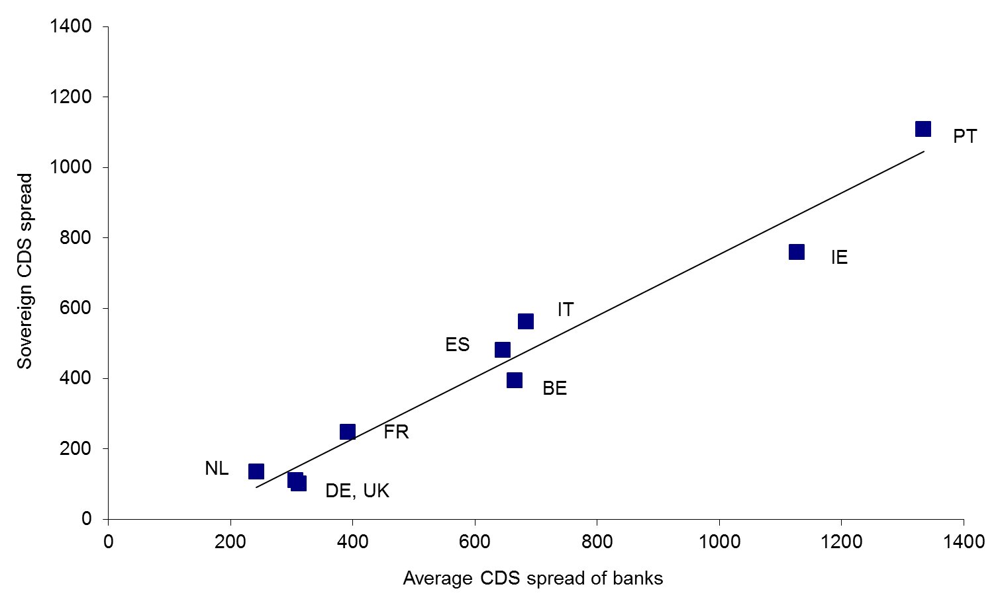 1400
1200
1000
800
600
400
200
0
Sovereign CDS spread
PT
IE
IT
ES
BE
FR
NL
DE, UK
0 200 400 600 800 1000 1200 1400
Average CDS spread of banks